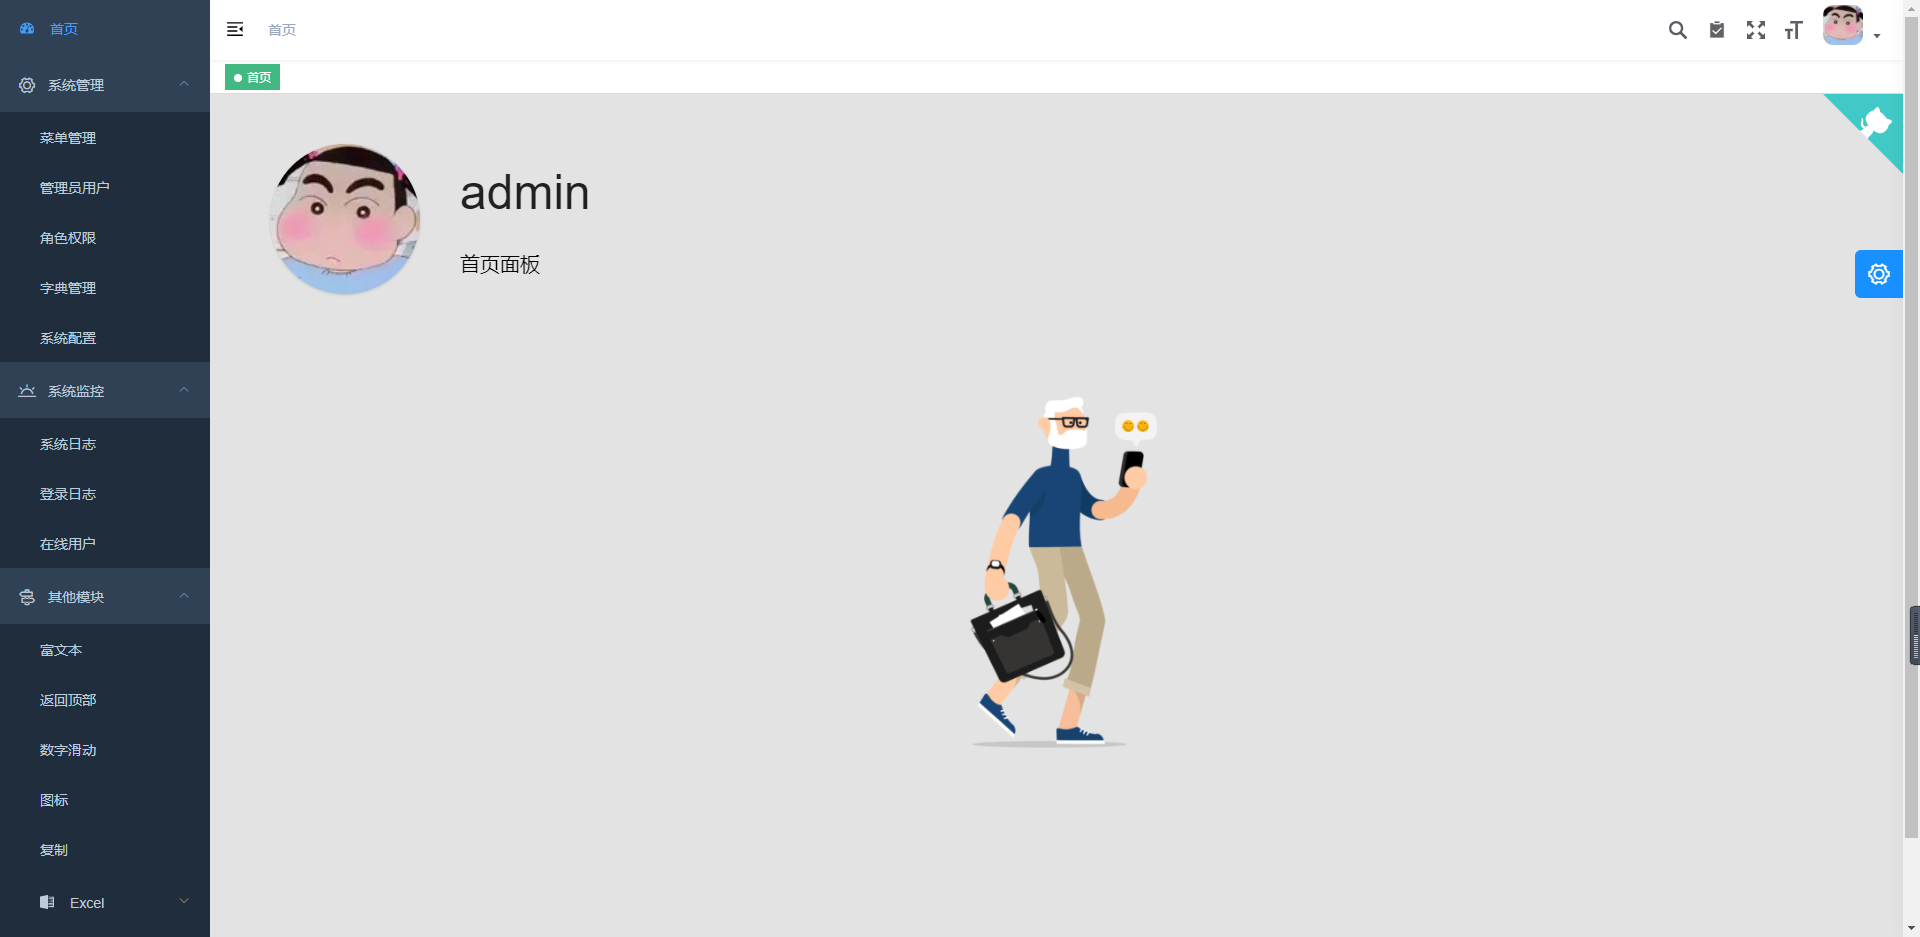 首页
系统管理
菜单管理
管理员用户
角色权限
字典管理
系统配置
系统监控
系统日志
登录日志
在线用户
其他模块
富文本
返回顶部
数字滑动
图标
复制
Excel
首页
首页
admin
首页面板